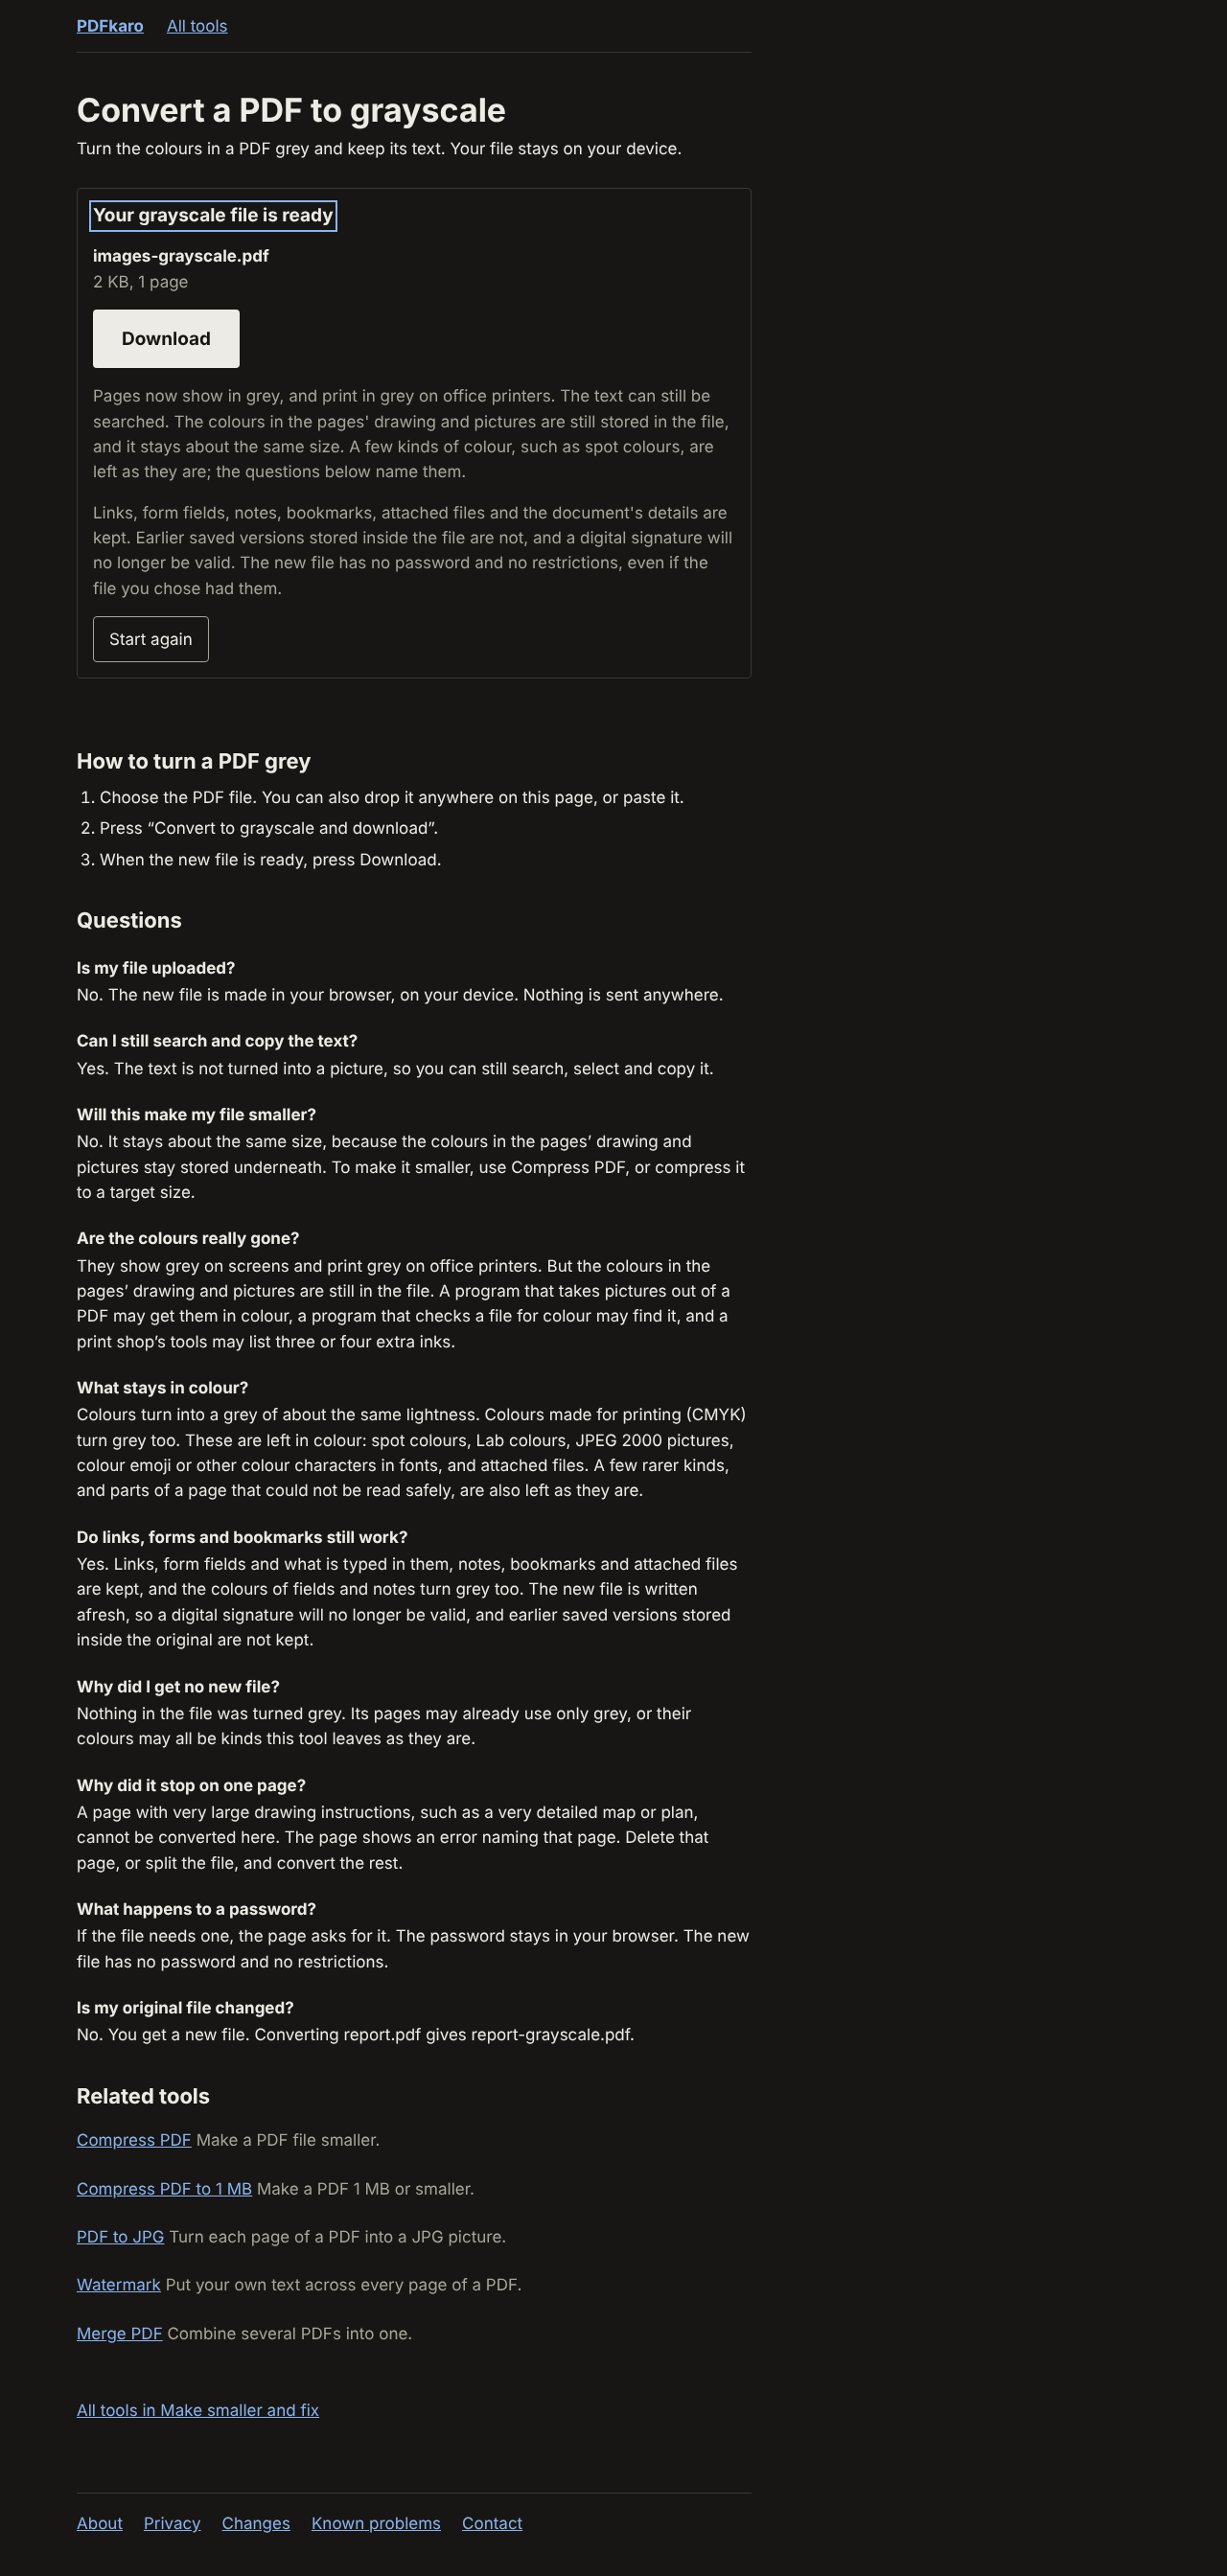 PDFkaro All tools
Convert a PDF to grayscale
Turn the colours in a PDF grey and keep its text. Your file stays on your device.
Your grayscale file is ready
images-grayscale.pdf
2 KB, 1 page
Download
Pages now show in grey, and print in grey on office printers. The text can still be
searched. The colours in the pages' drawing and pictures are still stored in the file,
and it stays about the same size. A few kinds of colour, such as spot colours, are
left as they are; the questions below name them.
Links, form fields, notes, bookmarks, attached files and the document's details are
kept. Earlier saved versions stored inside the file are not, and a digital signature will
no longer be valid. The new file has no password and no restrictions, even if the
file you chose had them.
Start again
How to turn a PDF grey
1. Choose the PDF file. You can also drop it anywhere on this page, or paste it.
2. Press “Convert to grayscale and download”.
3. When the new file is ready, press Download.
Questions
Is my file uploaded?
No. The new file is made in your browser, on your device. Nothing is sent anywhere.
Can I still search and copy the text?
Yes. The text is not turned into a picture, so you can still search, select and copy it.
Will this make my file smaller?
No. It stays about the same size, because the colours in the pages’ drawing and
pictures stay stored underneath. To make it smaller, use Compress PDF, or compress it
to a target size.
Are the colours really gone?
They show grey on screens and print grey on office printers. But the colours in the
pages’ drawing and pictures are still in the file. A program that takes pictures out of a
PDF may get them in colour, a program that checks a file for colour may find it, and a
print shop’s tools may list three or four extra inks.
What stays in colour?
Colours turn into a grey of about the same lightness. Colours made for printing (CMYK)
turn grey too. These are left in colour: spot colours, Lab colours, JPEG 2000 pictures,
colour emoji or other colour characters in fonts, and attached files. A few rarer kinds,
and parts of a page that could not be read safely, are also left as they are.
Do links, forms and bookmarks still work?
Yes. Links, form fields and what is typed in them, notes, bookmarks and attached files
are kept, and the colours of fields and notes turn grey too. The new file is written
afresh, so a digital signature will no longer be valid, and earlier saved versions stored
inside the original are not kept.
Why did I get no new file?
Nothing in the file was turned grey. Its pages may already use only grey, or their
colours may all be kinds this tool leaves as they are.
Why did it stop on one page?
A page with very large drawing instructions, such as a very detailed map or plan,
cannot be converted here. The page shows an error naming that page. Delete that
page, or split the file, and convert the rest.
What happens to a password?
If the file needs one, the page asks for it. The password stays in your browser. The new
file has no password and no restrictions.
Is my original file changed?
No. You get a new file. Converting report.pdf gives report-grayscale.pdf.
Related tools
Compress PDF Make a PDF file smaller.
Compress PDF to 1 MB Make a PDF 1 MB or smaller.
PDF to JPG Turn each page of a PDF into a JPG picture.
Watermark Put your own text across every page of a PDF.
Merge PDF Combine several PDFs into one.
All tools in Make smaller and fix
About Privacy Changes Known problems Contact